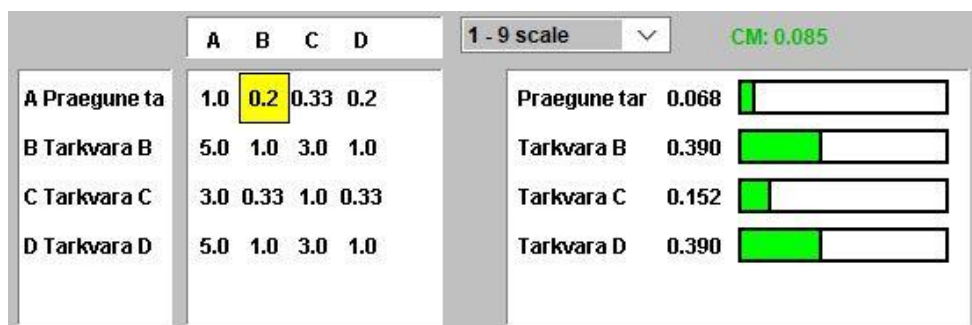 A B C D 1 - 9 scale CM: 0.085
A Praegune ta 1.0 0.2 0.33 0.2 Praegune tar 0.068
B Tarkvara B 5.0 1.0 3.0 1.0 Tarkvara B 0.390
C Tarkvara C 3.0 0.33 1.0 0.33 Tarkvara C 0.152
D Tarkvara D 5.0 1.0 3.0 1.0 Tarkvara D 0.390